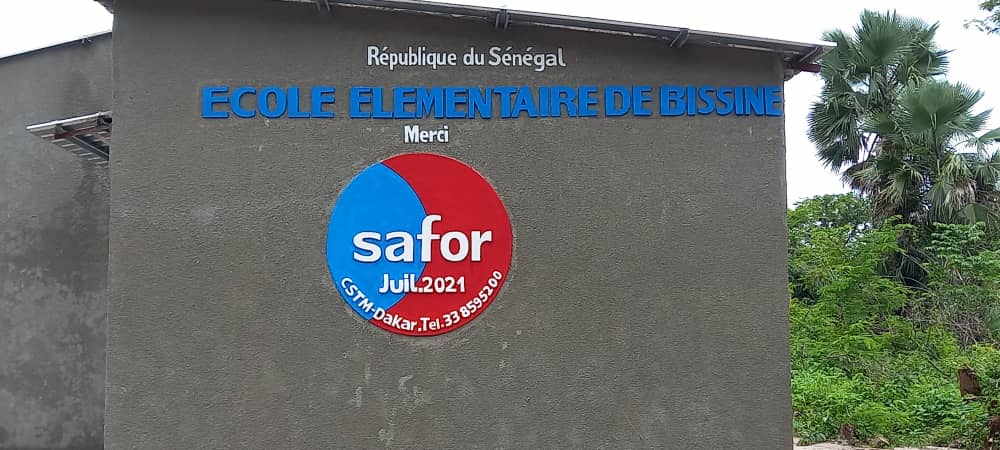 République du Sénégal
ECOLE ELEMENTAIRE DE BISSINE
Merci
safor
Juil.2021
CSTM-Dakar.Tel.33 8595200